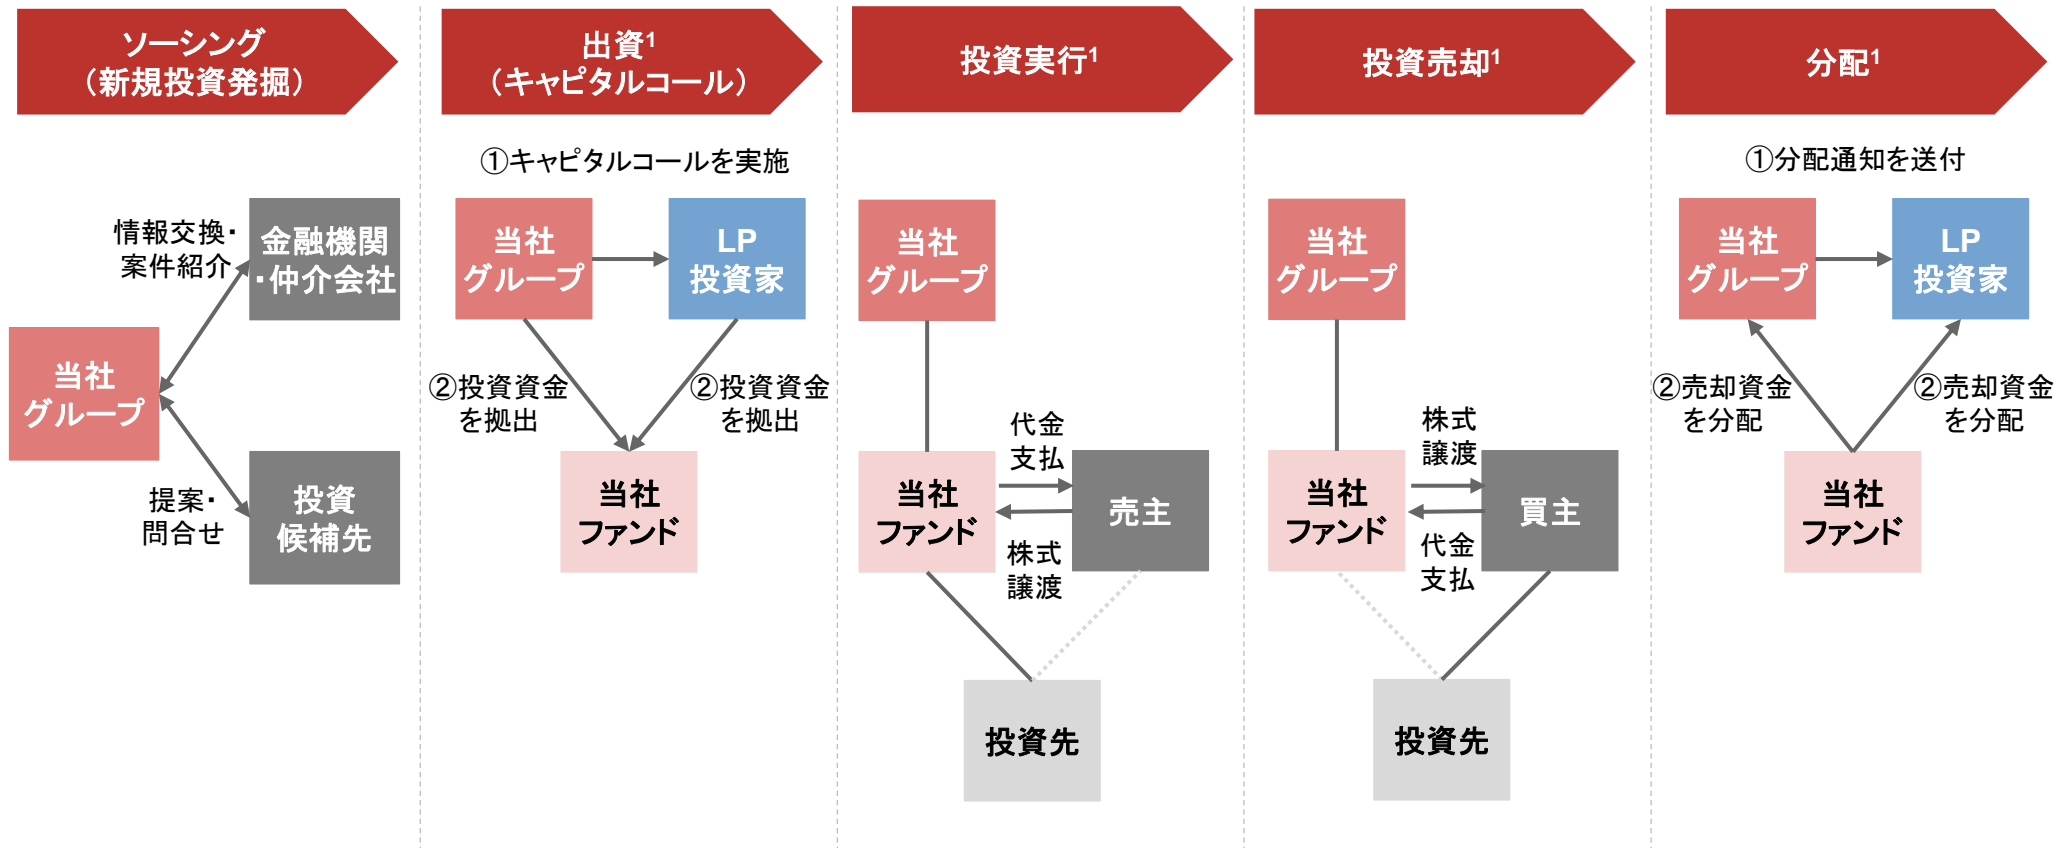 ソーシング
（新規投資発掘）
情報交換・
案件紹介
金融機関
・仲介会社
当社
グループ
提案・
問合せ
投資
候補先
出資1
（キャピタルコール）
①キャピタルコールを実施
当社
グループ
LP
投資家
②投資資金
を拠出
②投資資金
を拠出
当社
ファンド
投資実行1
当社
グループ
代金
支払
当社
ファンド
売主
株式
譲渡
投資先
投資売却1
当社
グループ
株式
譲渡
当社
ファンド
買主
代金
支払
投資先
分配1
①分配通知を送付
当社
グループ
LP
投資家
②売却資金
を分配
②売却資金
を分配
当社
ファンド